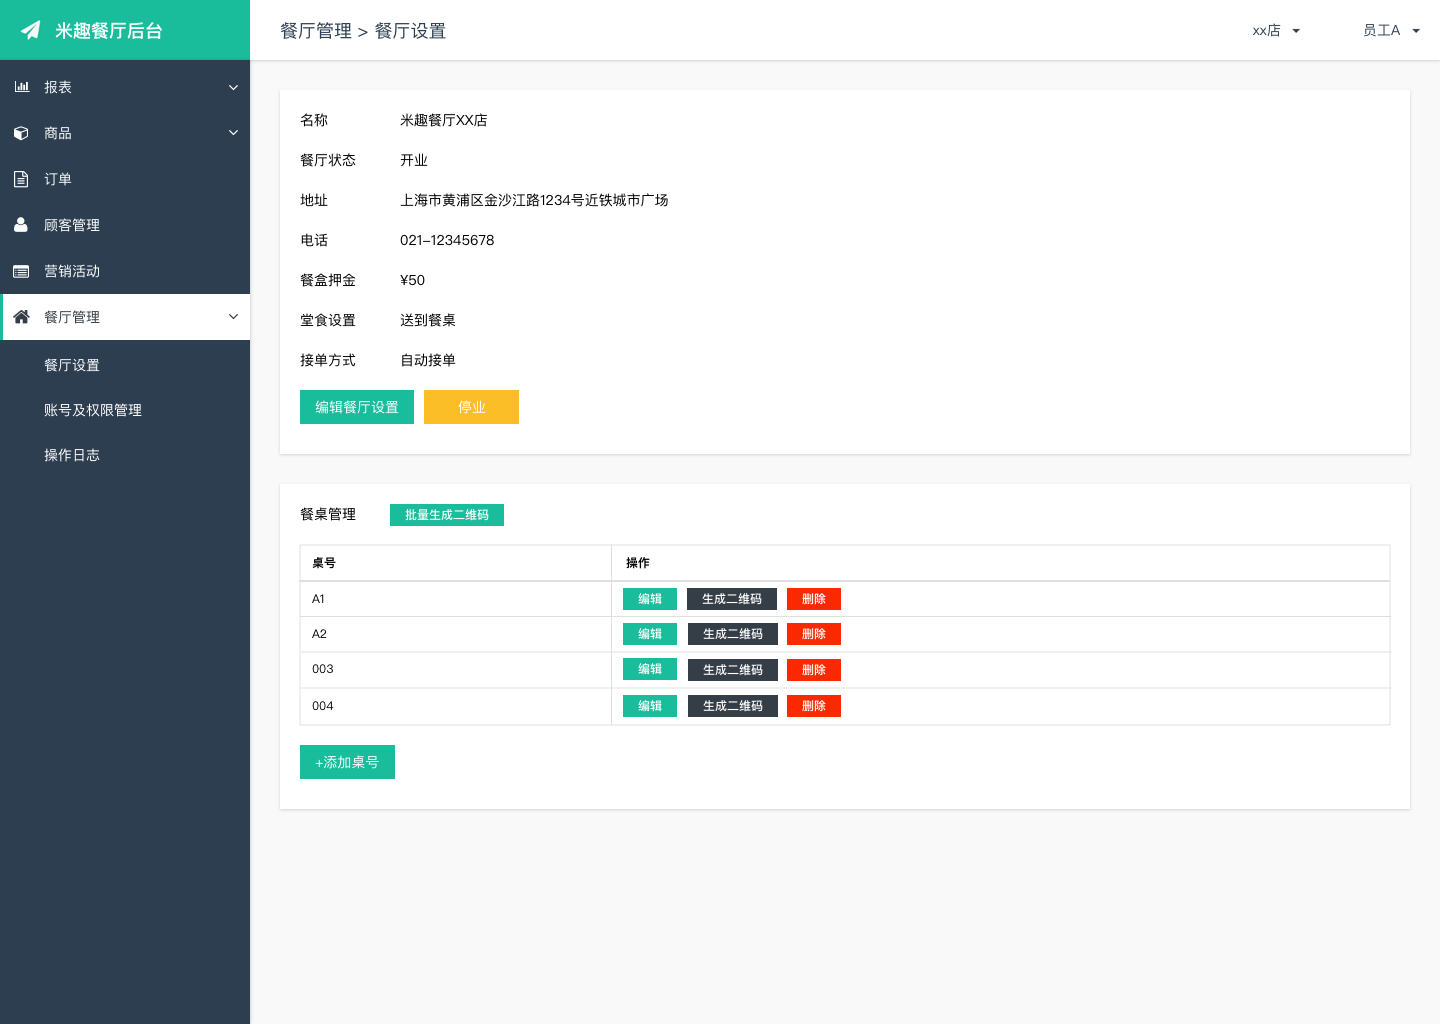 米趣餐厅后台
餐厅管理 > 餐厅设置
xx店
员工A
报表
商品
订单
顾客管理
营销活动
餐厅管理
餐厅设置
账号及权限管理
操作日志
名称 米趣餐厅XX店
餐厅状态 开业
地址 上海市黄浦区金沙江路1234号近铁城市广场
电话 021-12345678
餐盒押金 ¥50
堂食设置 送到餐桌
接单方式 自动接单
编辑餐厅设置 停业
餐桌管理 批量生成二维码
桌号 操作
A1 编辑 生成二维码 删除
A2 编辑 生成二维码 删除
003 编辑 生成二维码 删除
004 编辑 生成二维码 删除
+添加桌号